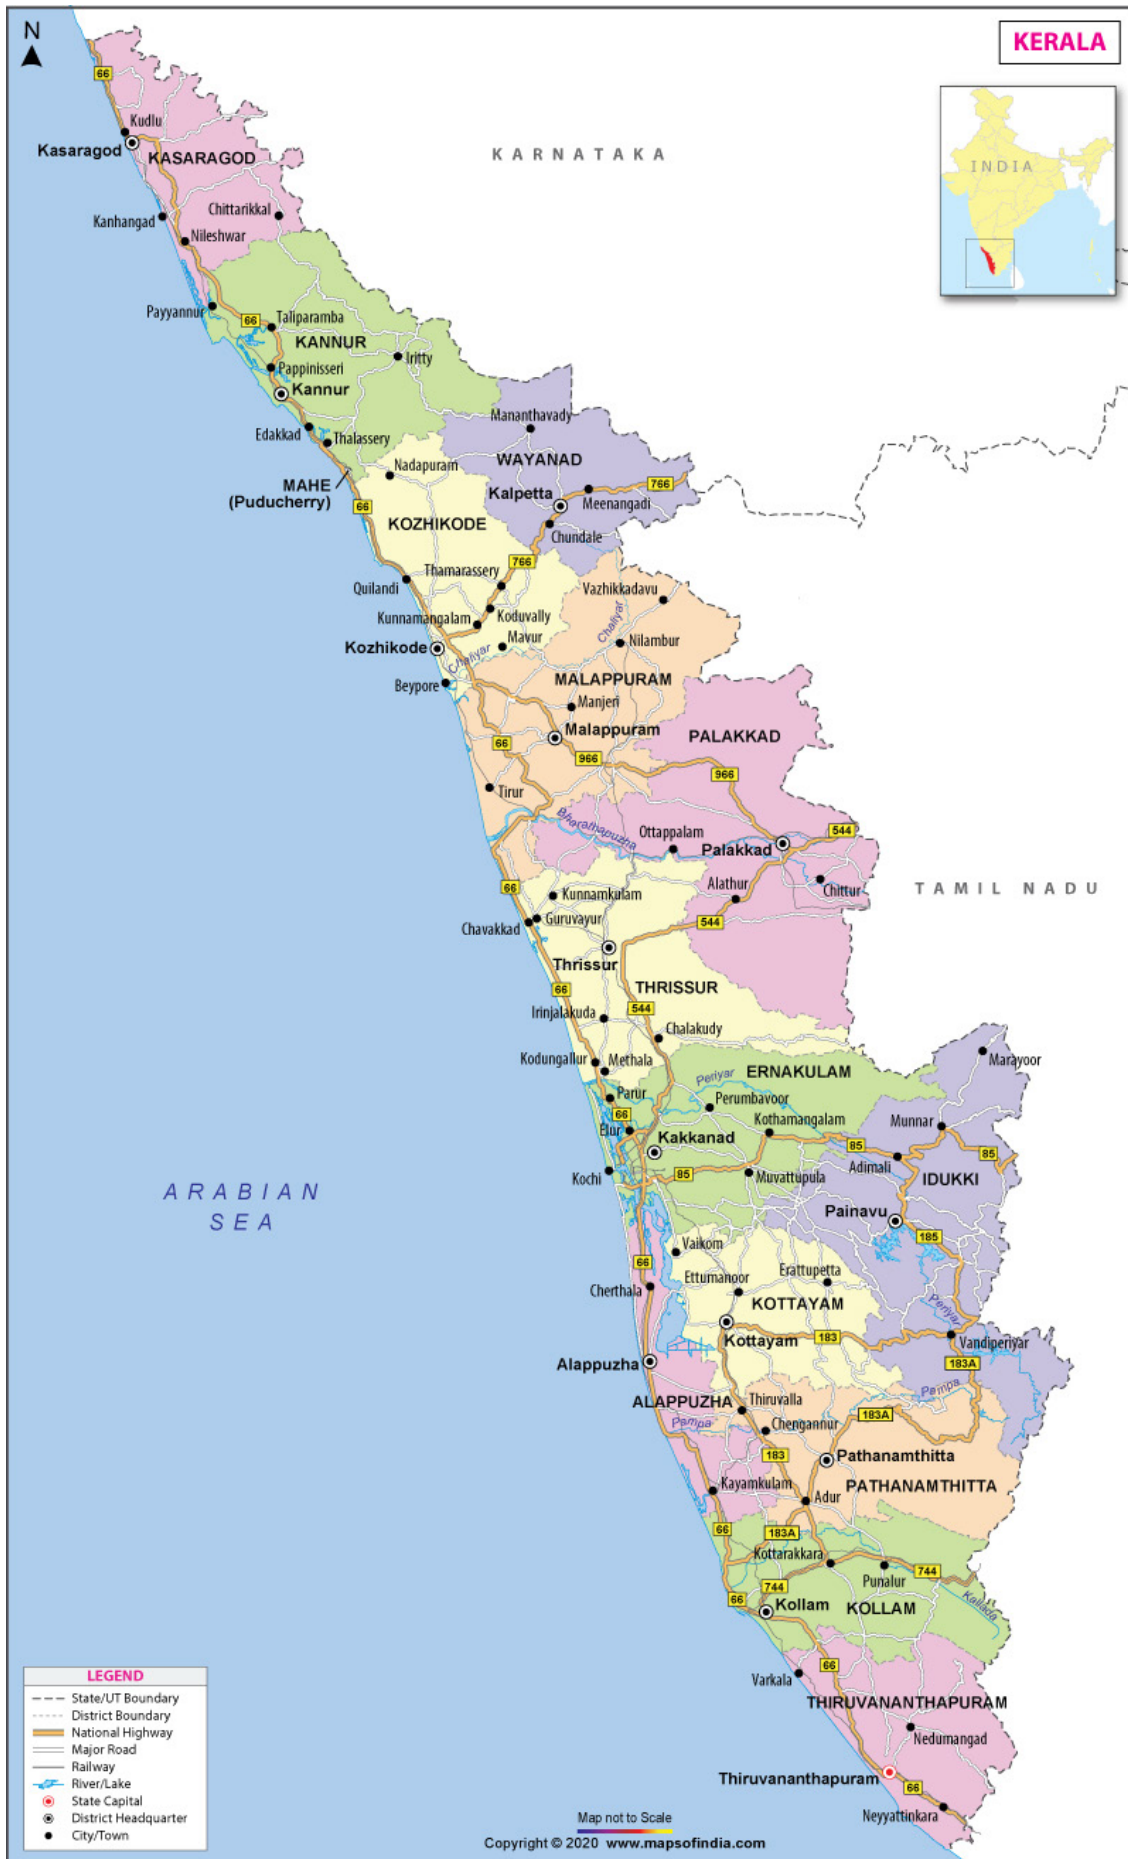 N
KERALA
INDIA
KARNATAKA
66
Kudlu
Kasaragod
KASARAGOD
Kanhangad
Chittarikkal
Nileshwar
Payyannur
66
Taliparamba
KANNUR
Iritty
Pappinisseri
Kannur
Edakkad
Thalassery
Mananthavady
WAYANAD
Nadapuram
MAHE
(Puducherry)
66
Kalpetta
766
Meenangadi
KOZHIKODE
Chundale
766
Thamarassery
Quilandi
Vazhikkadavu
Koduvally
Kunnamangalam
Chaliyar
Mavur
Nilambur
Kozhikode
Chaliyar
Beypore
MALAPPURAM
Manjeri
Malappuram
PALAKKAD
66
966
966
Tirur
Bharathapuzha
Ottappalam
544
Palakkad
66
Kunnamkulam
Alathur
Chittur
TAMIL NADU
Guruvayur
Chavakkad
544
Thrissur
66
THRISSUR
544
Irinjalakuda
Chalakudy
Kodungallur
Methala
Marayoor
ERNAKULAM
Periyar
Parur
Perumbavoor
66
Kothamangalam
Munnar
Elur
Kakkanad
85
85
Adimali
Kochi
85
Muvattupula
IDUKKI
ARABIAN
SEA
Painavu
185
Vaikom
66
Ettumanoor
Erattupetta
Cherthala
KOTTAYAM
Periyar
Kottayam
183
Vandiperiyar
Alappuzha
183A
Pampa
ALAPPUZHA
Thiruvalla
183A
Pampa
Chengannur
183
Pathanamthitta
Kayamkulam
PATHANAMTHITTA
Adur
66
183A
Kottarakkara
744
Punalur
744
66
Kollam
KOLLAM
Kallada
66
Varkala
THIRUVANANTHAPURAM
Nedumangad
Thiruvananthapuram
66
Neyyattinkara
LEGEND
State/UT Boundary
District Boundary
National Highway
Major Road
Railway
River/Lake
State Capital
District Headquarter
City/Town
Map not to Scale
Copyright © 2020 www.mapsofindia.com